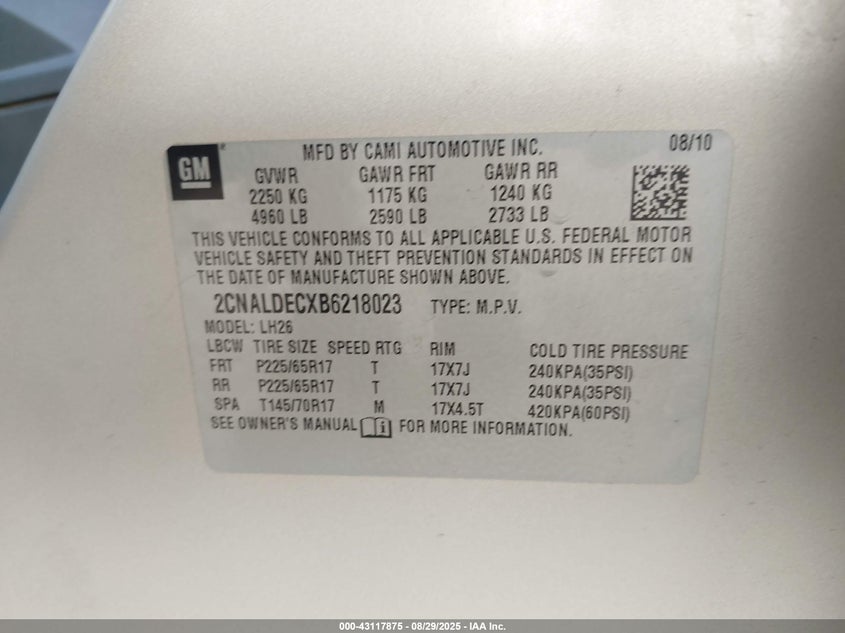 GM
MFD BY CAMI AUTOMOTIVE INC. 08/10
GVWR GAWR FRT GAWR RR
2250 KG 1175 KG 1240 KG
4960 LB 2590 LB 2733 LB
THIS VEHICLE CONFORMS TO ALL APPLICABLE U.S. FEDERAL MOTOR
VEHICLE SAFETY AND THEFT PREVENTION STANDARDS IN EFFECT ON
THE DATE OF MANUFACTURE SHOWN ABOVE.
2CNALDECXB6218023 TYPE: M.P.V.
MODEL: LH26
LBCW TIRE SIZE SPEED RTG RIM COLD TIRE PRESSURE
FRT P225/65R17 T 17X7J 240KPA(35PSI)
RR P225/65R17 T 17X7J 240KPA(35PSI)
SPA T145/70R17 M 17X4.5T 420KPA(60PSI)
SEE OWNER'S MANUAL FOR MORE INFORMATION.
000-43117875 - 08/29/2025 - IAA Inc.